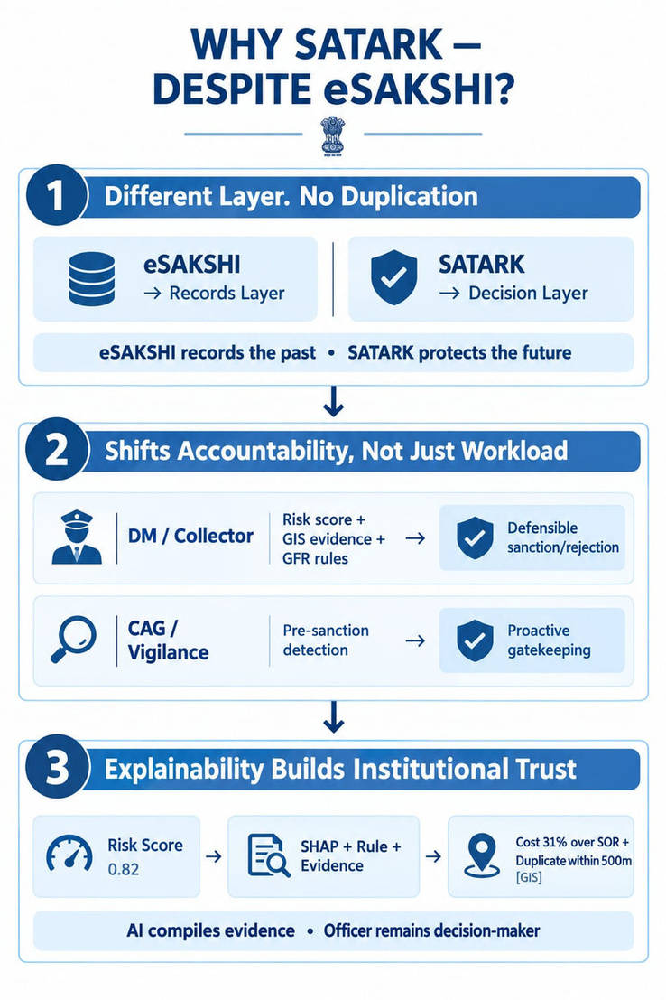 WHY SATARK –
DESPITE eSAKSHI?
1
Different Layer. No Duplication
eSAKSHI
→ Records Layer
SATARK
→ Decision Layer
eSAKSHI records the past • SATARK protects the future
2
Shifts Accountability, Not Just Workload
DM / Collector
Risk score +
GIS evidence +
GFR rules
Defensible
sanction/rejection
CAG /
Vigilance
Pre-sanction
detection
Proactive
gatekeeping
3
Explainability Builds Institutional Trust
Risk Score
0.82
SHAP + Rule +
Evidence
Cost 31% over SOR +
Duplicate within 500m
[GIS]
AI compiles evidence • Officer remains decision-maker